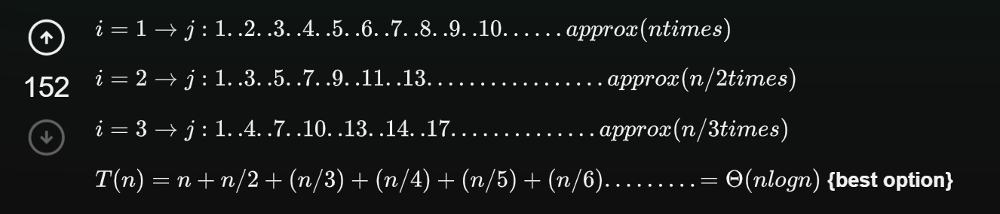 i = 1 → j : 1. .2. .3. .4. .5. .6. .7. .8. .9. .10. . . . . . approx(ntimes)
152
i = 2 → j : 1. .3. .5. .7. .9. .11. .13. . . . . . . . . . . . . . . . . approx(n/2times)
i = 3 → j : 1. .4. .7. .10. .13. .14. .17. . . . . . . . . . . . . . approx(n/3times)
T(n) = n + n/2 + (n/3) + (n/4) + (n/5) + (n/6). . . . . . . . . = Θ(nlogn) {best option}